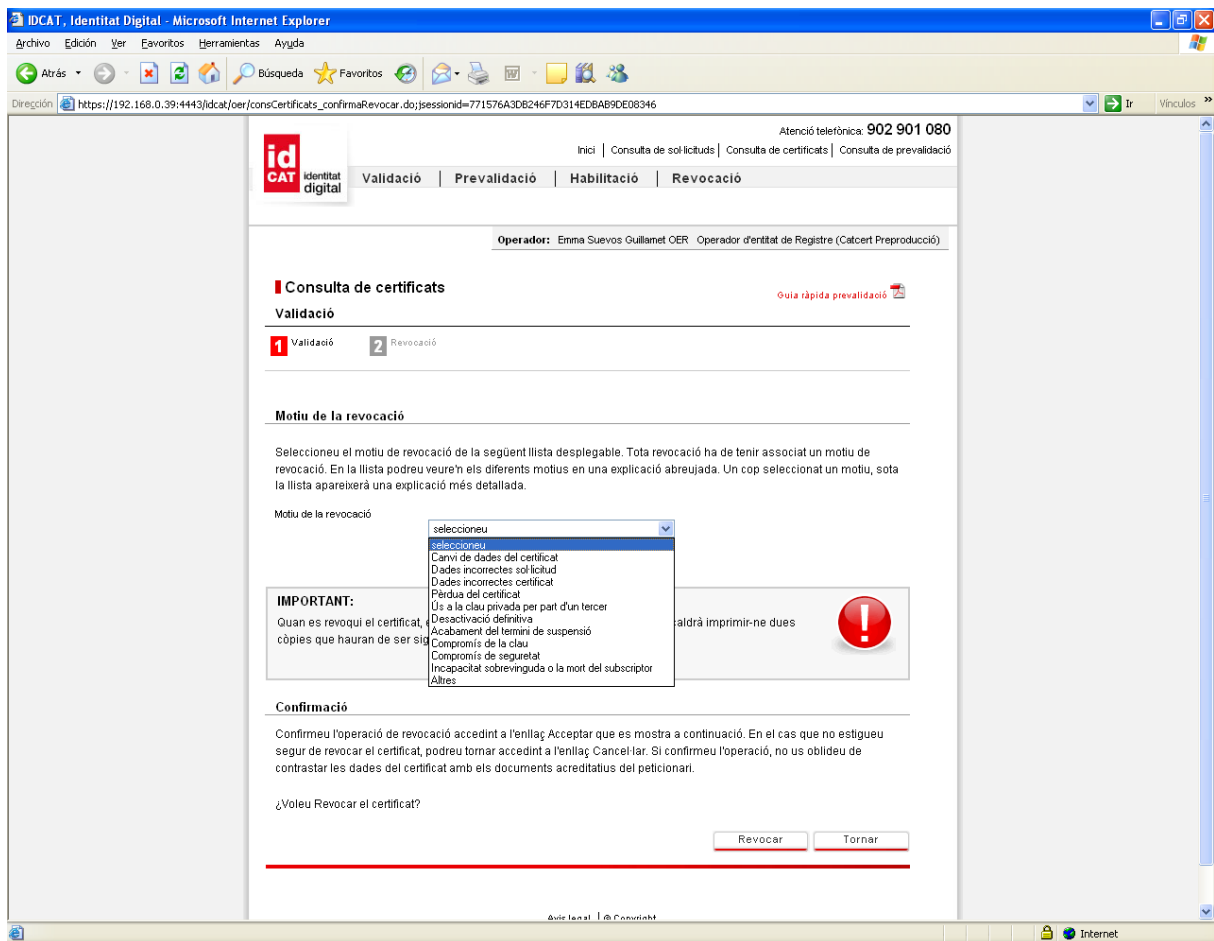 IDCAT, Identitat Digital - Microsoft Internet Explorer
Archivo Edición Ver Favoritos Herramientas Ayuda
Atrás Búsqueda Favoritos
Dirección https://192.168.0.39:4443/idcat/oer/consCertificats_confirmaRevocar.do;jsessionid=771576A3DB246F7D314EDBAB9DE08346 Ir Vínculos »
Atenció telefònica: 902 901 080
Inici | Consulta de sol·licituds | Consulta de certificats | Consulta de prevalidació
id
CAT identitat
digital
Validació | Prevalidació | Habilitació | Revocació
Operador: Emma Suevos Guillamet OER Operador d'entitat de Registre (Catcert Preproducció)
Consulta de certificats
Guia ràpida prevalidació
Validació
1 Validació 2 Revocació
Motiu de la revocació
Seleccioneu el motiu de revocació de la següent llista desplegable. Tota revocació ha de tenir associat un motiu de
revocació. En la llista podreu veure'n els diferents motius en una explicació abreujada. Un cop seleccionat un motiu, sota
la llista apareixerà una explicació més detallada.
Motiu de la revocació
seleccioneu
seleccioneu
Canvi de dades del certificat
Dades incorrectes sol·licitud
Dades incorrectes certificat
Pèrdua del certificat
Ús a la clau privada per part d'un tercer
Desactivació definitiva
Acabament del termini de suspensió
Compromís de la clau
Compromís de seguretat
Incapacitat sobrevinguda o la mort del subscriptor
Altres
IMPORTANT:
Quan es revoqui el certificat, caldrà imprimir-ne dues
còpies que hauran de ser
Confirmació
Confirmeu l'operació de revocació accedint a l'enllaç Acceptar que es mostra a continuació. En el cas que no estigueu
segur de revocar el certificat, podreu tornar accedint a l'enllaç Cancel·lar. Si confirmeu l'operació, no us oblideu de
contrastar les dades del certificat amb els documents acreditatius del peticionari.
¿Voleu Revocar el certificat?
Revocar Tornar
Avís legal | © Copyright
Internet